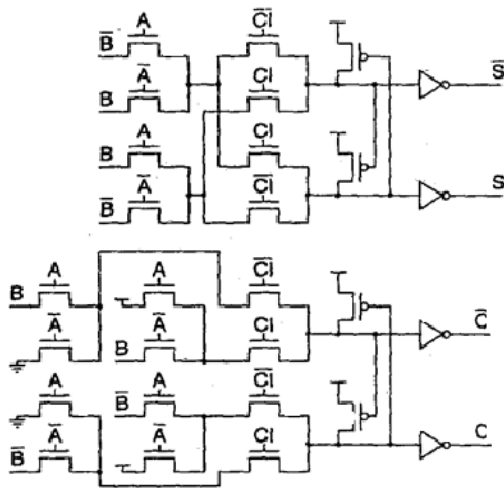 A C̅I̅
B̅ S̅
A̅ CI
B
A CI
B
A̅ C̅I̅
B̅ S
A A C̅I̅
B
A̅ A̅ CI C̅
B
A A C̅I̅
B̅
A̅ A̅ CI C
B̅